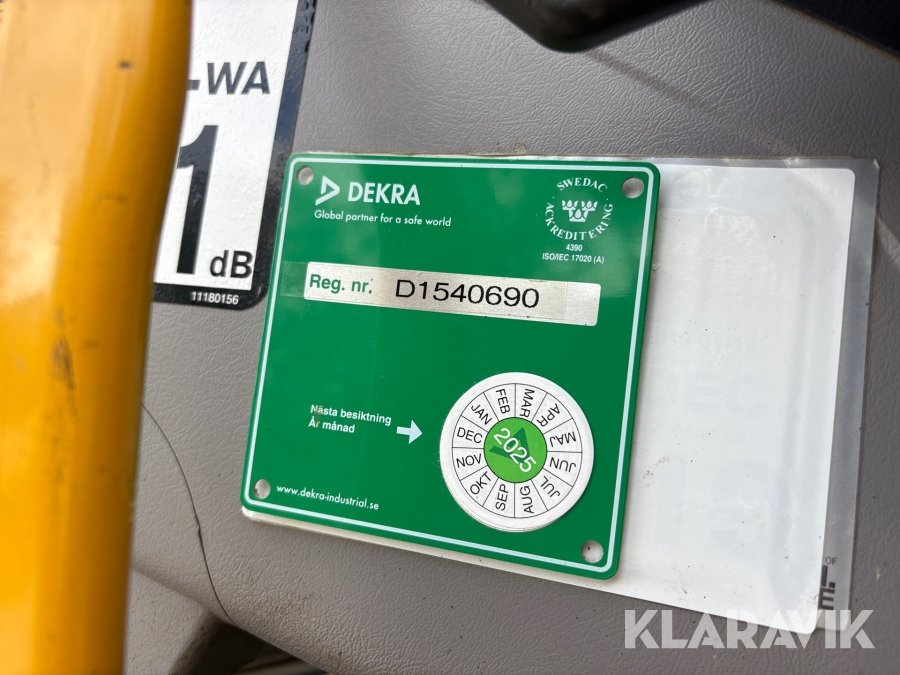 -WA
1
dB
11180156
DEKRA
Global partner for a safe world
SWEDAC
ACKREDITERING
4390
ISO/IEC 17020 (A)
Reg. nr. D1540690
Nästa besiktning
År månad
JAN FEB MAR APR MAJ JUN JUL AUG SEP OKT NOV DEC
2025
www.dekra-industrial.se
OF
KLARAVIK